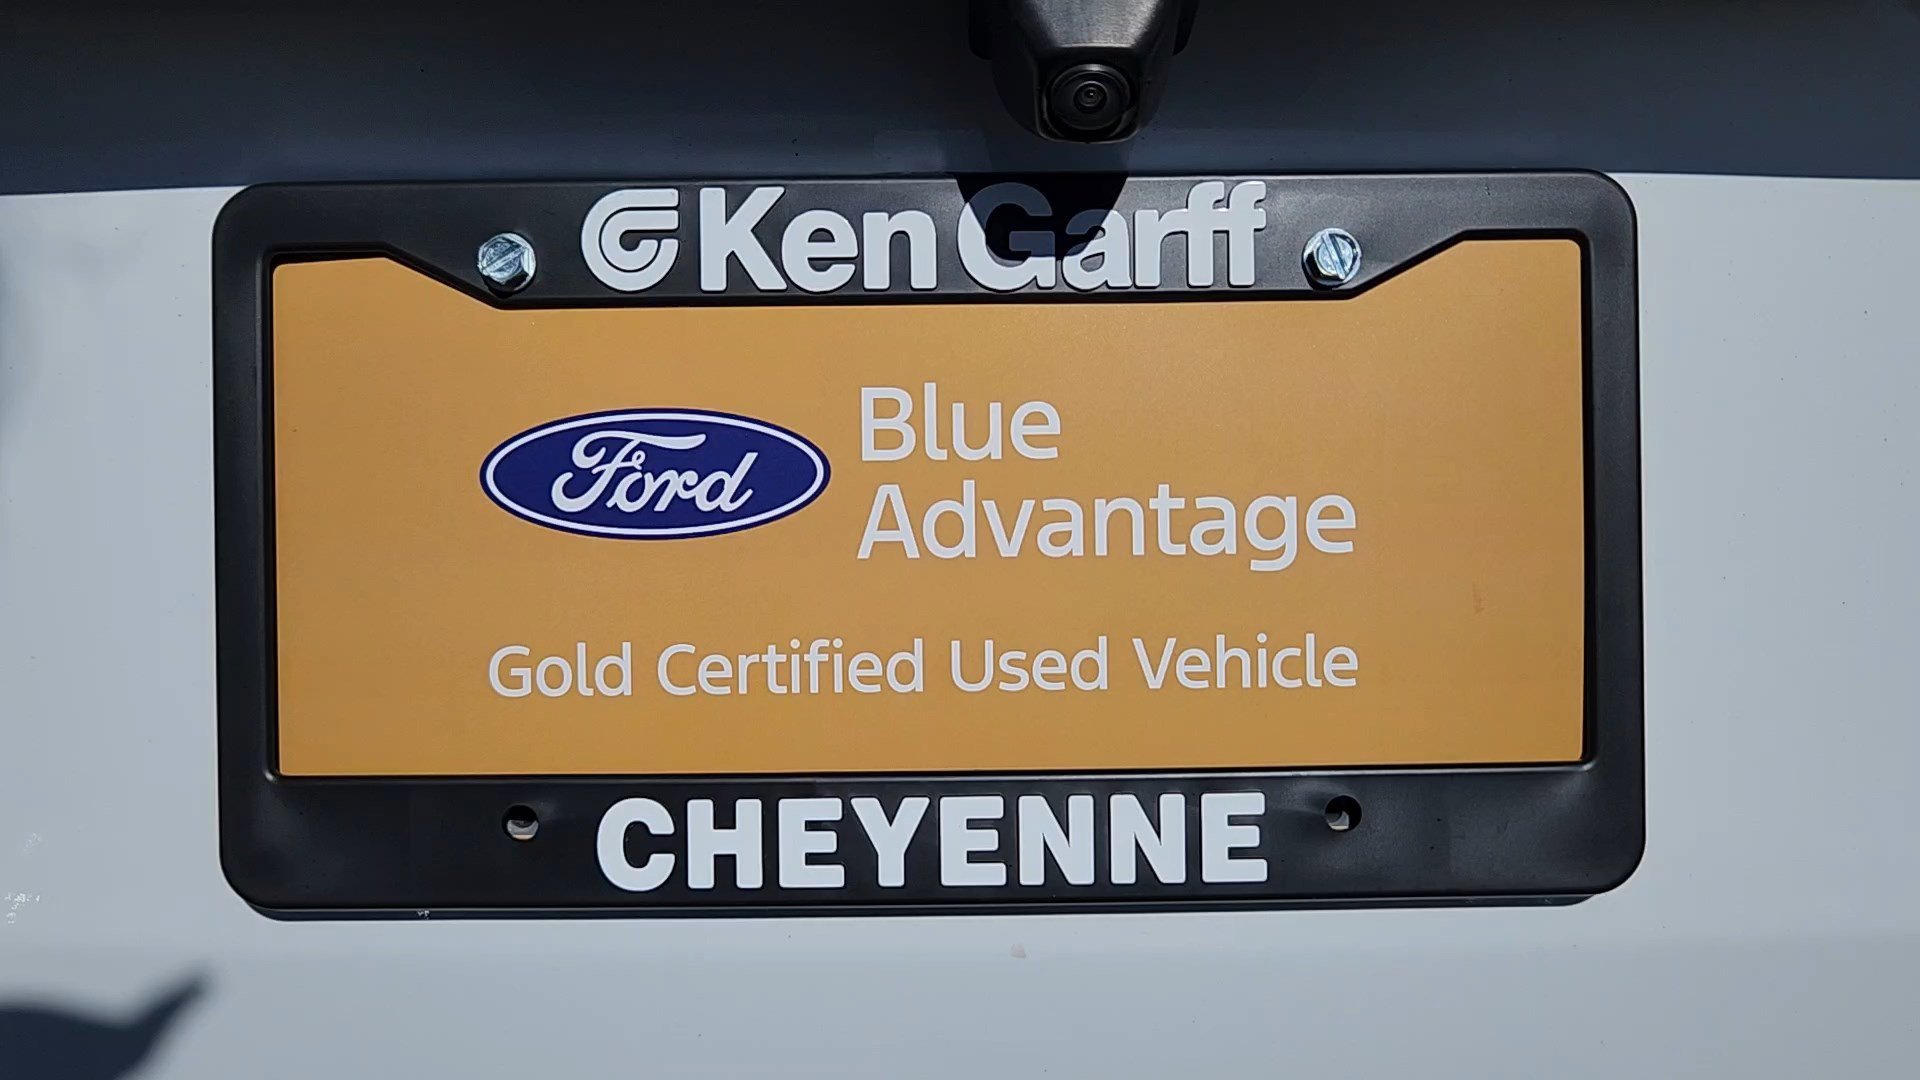 Ken Garff
Ford
Blue
Advantage
Gold Certified Used Vehicle
CHEYENNE